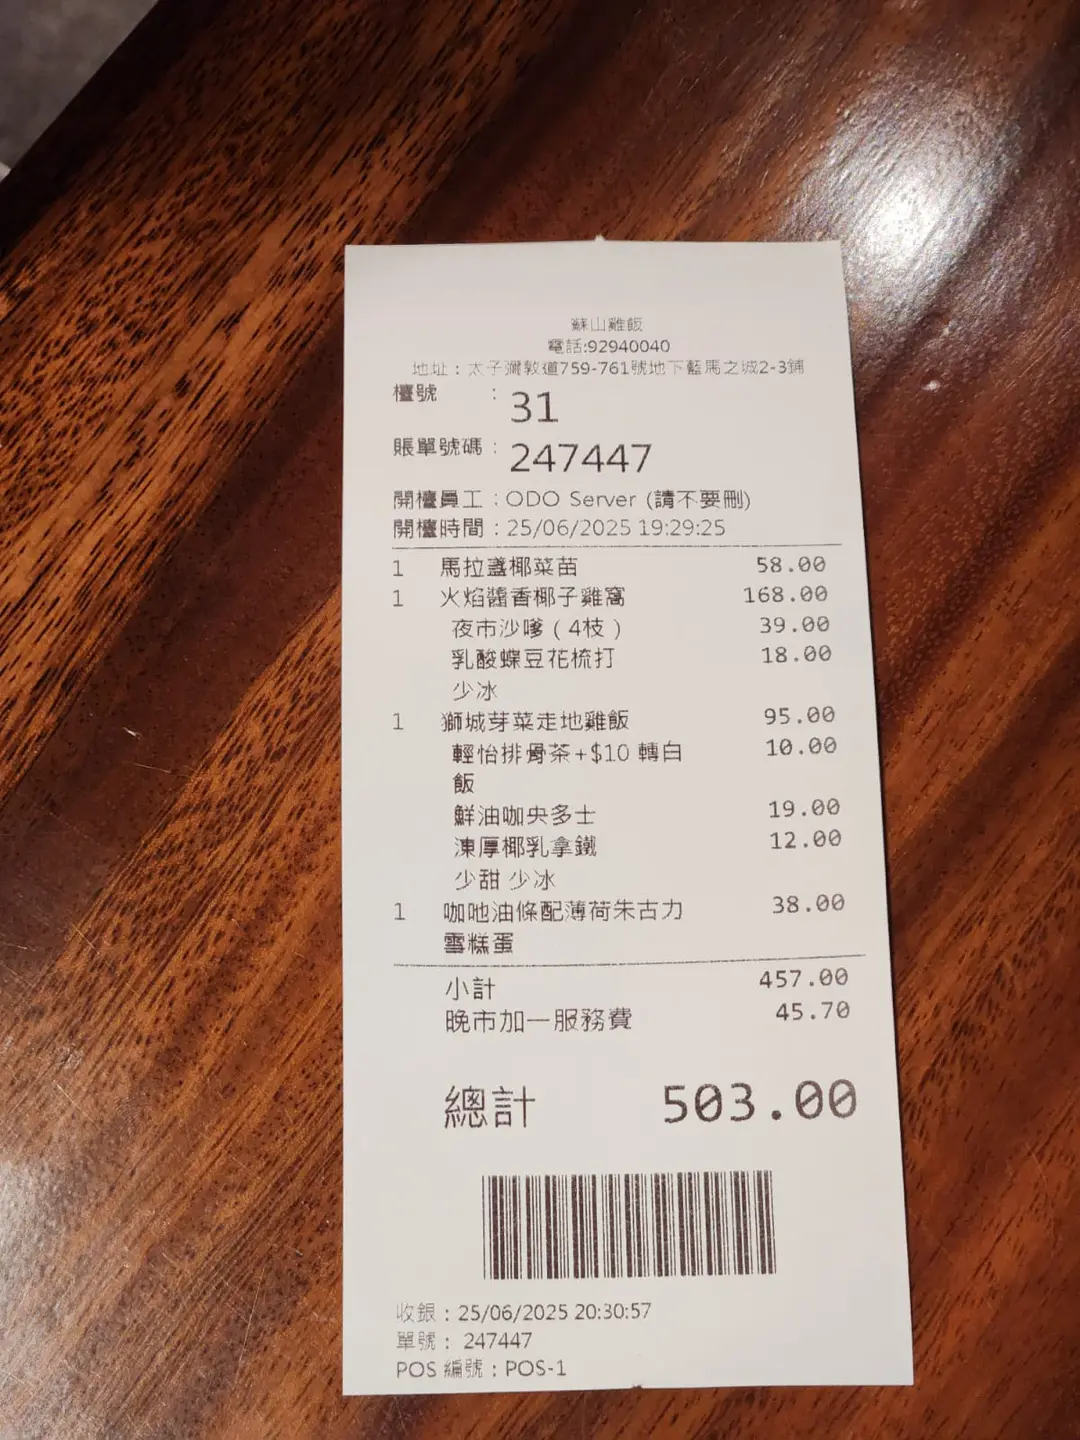 蘇山雞飯
電話:92940040
地址：太子彌敦道759-761號地下藍馬之城2-3鋪
檯號 : 31
賬單號碼 : 247447
開檯員工 : ODO Server (請不要刪)
開檯時間 : 25/06/2025 19:29:25
1 馬拉盞椰菜苗 58.00
1 火焰醬香椰子雞窩 168.00
夜市沙嗲 ( 4枝 ) 39.00
乳酸蝶豆花梳打 18.00
少冰
1 獅城芽菜走地雞飯 95.00
輕怡排骨茶+$10 轉白 10.00
飯
鮮油咖央多士 19.00
凍厚椰乳拿鐵 12.00
少甜 少冰
1 咖吔油條配薄荷朱古力 38.00
雪糕蛋
小計 457.00
晚市加一服務費 45.70
總計 503.00
收銀 : 25/06/2025 20:30:57
單號 : 247447
POS 編號 : POS-1